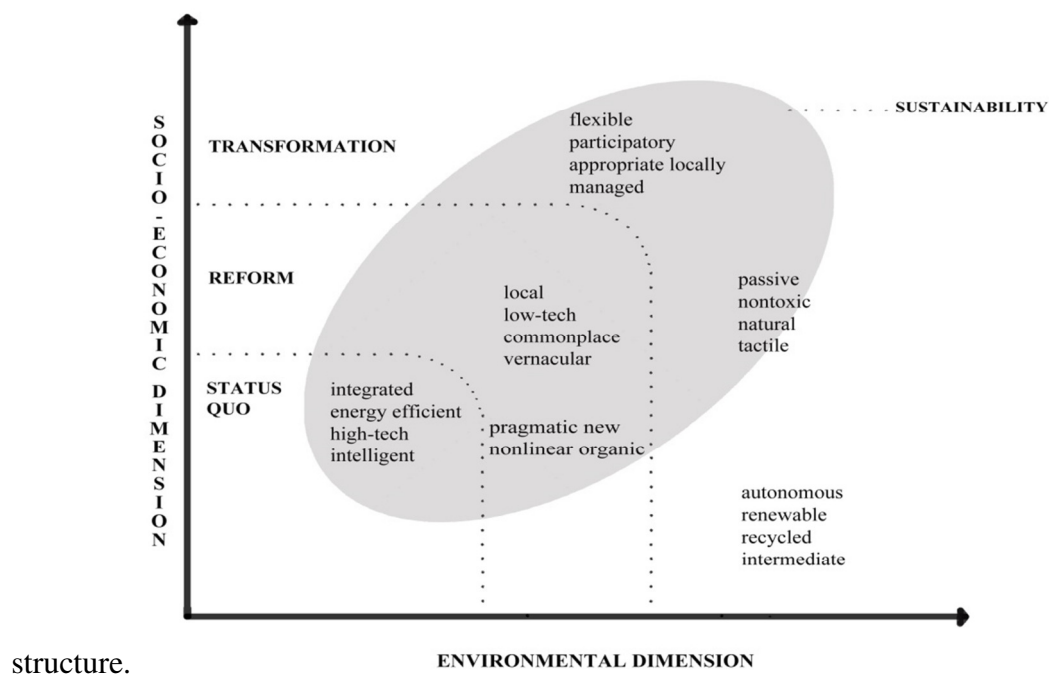 SUSTAINABILITY
flexible
participatory
appropriate locally
managed
TRANSFORMATION
SOCIO-ECONOMIC DIMENSION
REFORM
local
low-tech
commonplace
vernacular
passive
nontoxic
natural
tactile
STATUS
QUO
integrated
energy efficient
high-tech
intelligent
pragmatic new
nonlinear organic
autonomous
renewable
recycled
intermediate
structure.
ENVIRONMENTAL DIMENSION